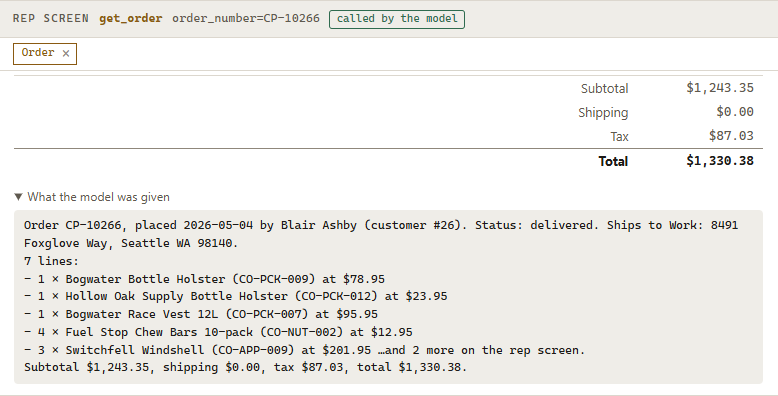 REP SCREEN get_order order_number=CP-10266 called by the model
Order ×
Subtotal $1,243.35
Shipping $0.00
Tax $87.03
Total $1,330.38
▼ What the model was given
Order CP-10266, placed 2026-05-04 by Blair Ashby (customer #26). Status: delivered. Ships to Work: 8491
Foxglove Way, Seattle WA 98140.
7 lines:
− 1 × Bogwater Bottle Holster (CO-PCK-009) at $78.95
− 1 × Hollow Oak Supply Bottle Holster (CO-PCK-012) at $23.95
− 1 × Bogwater Race Vest 12L (CO-PCK-007) at $95.95
− 4 × Fuel Stop Chew Bars 10-pack (CO-NUT-002) at $12.95
− 3 × Switchfell Windshell (CO-APP-009) at $201.95 …and 2 more on the rep screen.
Subtotal $1,243.35, shipping $0.00, tax $87.03, total $1,330.38.